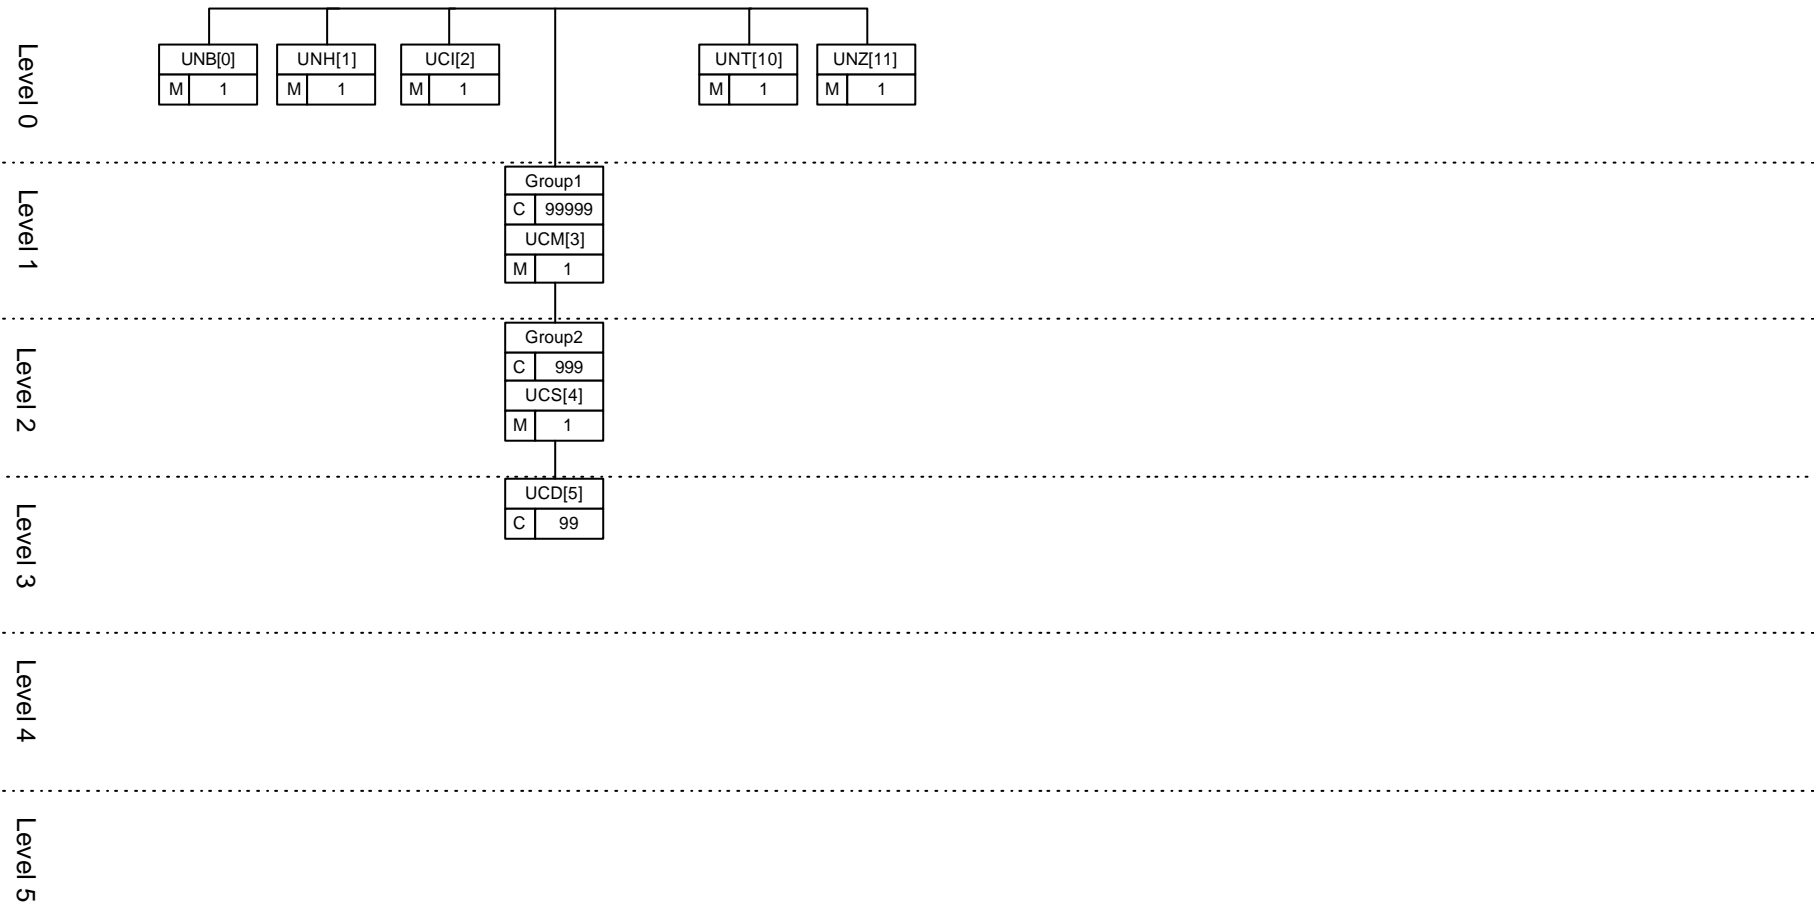 Level 0
UNB[0]
M 1
UNH[1]
M 1
UCI[2]
M 1
UNT[10]
M 1
UNZ[11]
M 1
Level 1
Group1
C 99999
UCM[3]
M 1
Level 2
Group2
C 999
UCS[4]
M 1
Level 3
UCD[5]
C 99
Level 4
Level 5